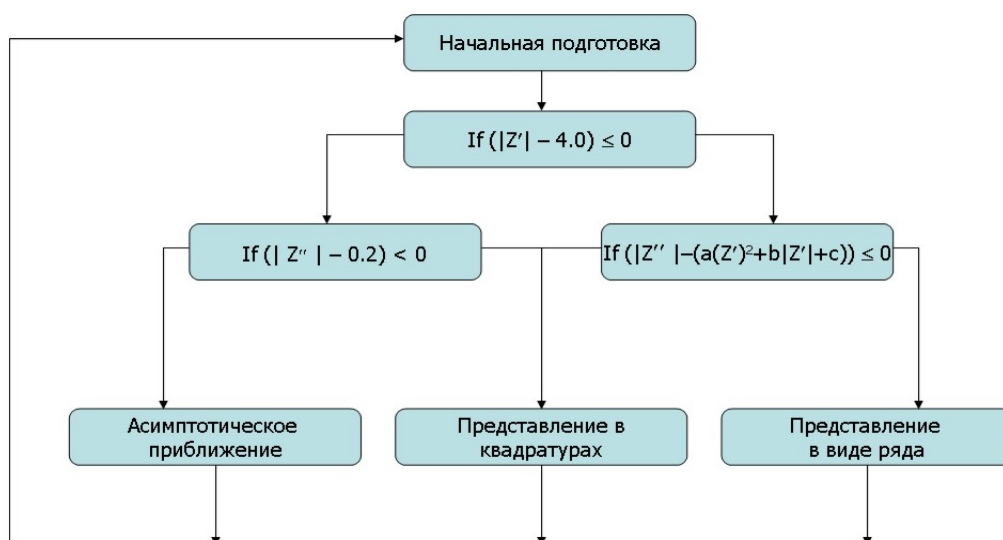 Начальная подготовка
If (|Z′| − 4.0) ≤ 0
If (| Z″ | − 0.2) < 0
If (|Z′′ |−(a(Z′)²+b|Z′|+c)) ≤ 0
Асимптотическое
приближение
Представление в
квадратурах
Представление
в виде ряда